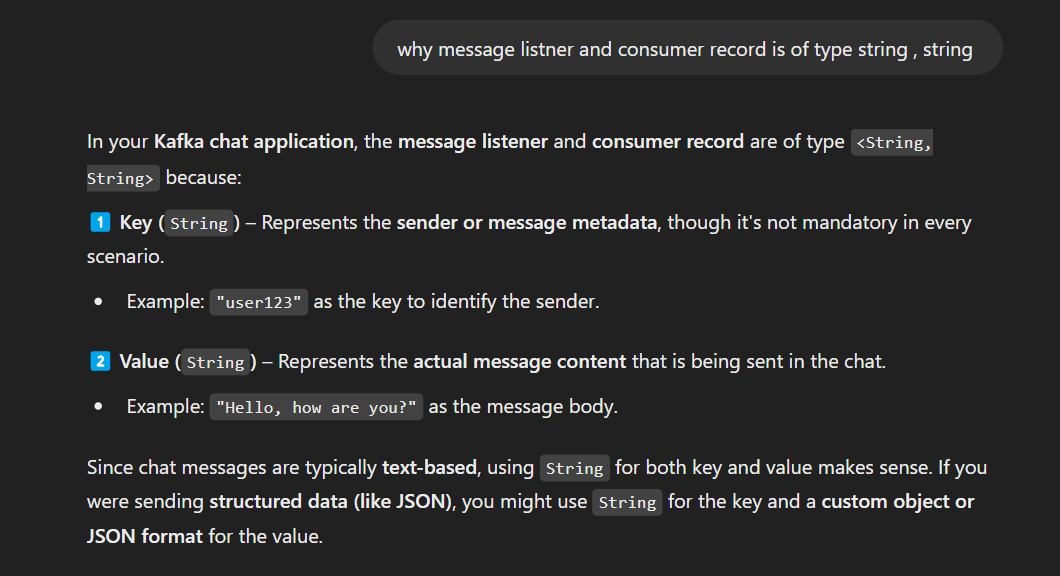 why message listner and consumer record is of type string , string
In your Kafka chat application, the message listener and consumer record are of type <String,
String> because:
1 Key (String) – Represents the sender or message metadata, though it's not mandatory in every
scenario.
• Example: "user123" as the key to identify the sender.
2 Value (String) – Represents the actual message content that is being sent in the chat.
• Example: "Hello, how are you?" as the message body.
Since chat messages are typically text-based, using String for both key and value makes sense. If you
were sending structured data (like JSON), you might use String for the key and a custom object or
JSON format for the value.